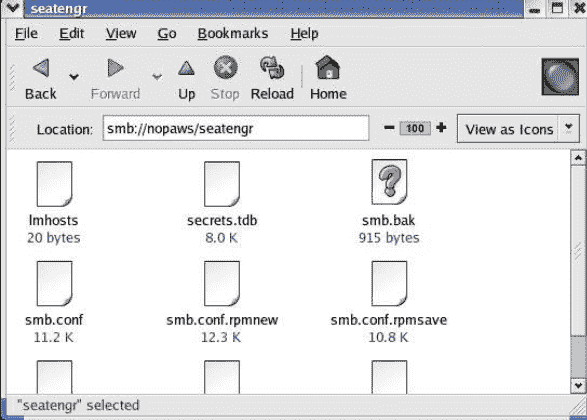 seatengr
File Edit View Go Bookmarks Help
Back Forward Up Stop Reload Home
Location: smb://nopaws/seatengr 100 View as Icons
lmhosts secrets.tdb smb.bak
20 bytes 8.0 K 915 bytes
smb.conf smb.conf.rpmnew smb.conf.rpmsave
11.2 K 12.3 K 10.8 K
"seatengr" selected